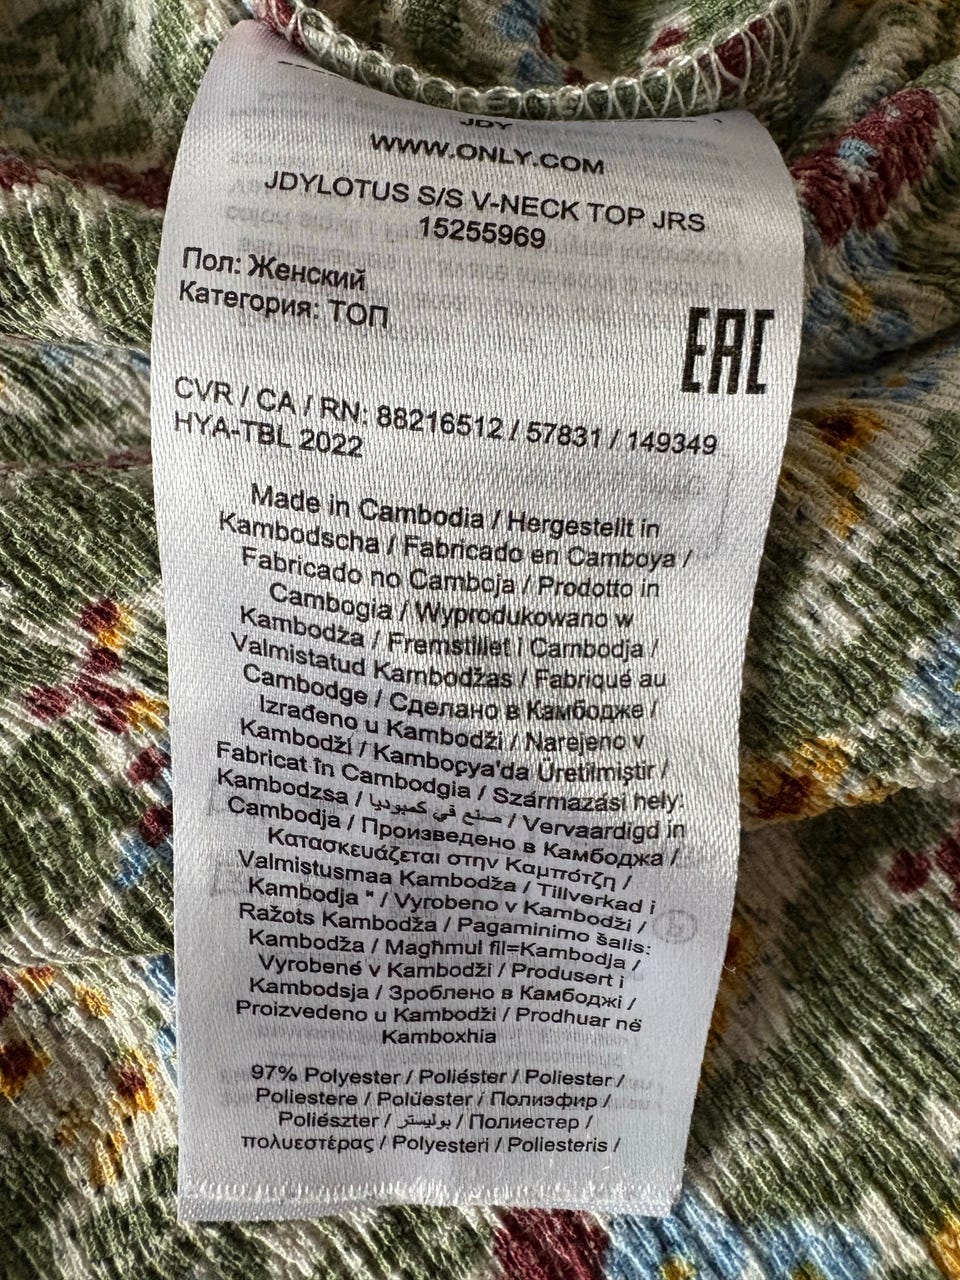 JDY
WWW.ONLY.COM
JDYLOTUS S/S V-NECK TOP JRS
15255969
Пол: Женский
Категория: ТОП
EAC
CVR / CA / RN: 88216512 / 57831 / 149349
HYA-TBL 2022
Made in Cambodia / Hergestellt in
Kambodscha / Fabricado en Camboya /
Fabricado no Camboja / Prodotto in
Cambogia / Wyprodukowano w
Kambodża / Fremstillet i Cambodja /
Valmistatud Kambodžas / Fabriqué au
Cambodge / Сделано в Камбодже /
Izrađeno u Kambodži / Narejeno v
Kambodži / Kamboçya'da Üretilmiştir /
Fabricat în Cambodgia / Származási hely:
Kambodzsa / صنع في كمبوديا / Vervaardigd in
Cambodja / Произведено в Камбоджа /
Κατασκευάζεται στην Καμπότζη /
Valmistusmaa Kambodža / Tillverkad i
Kambodja " / Vyrobeno v Kambodži /
Ražots Kambodža / Pagaminimo šalis:
Kambodža / Magħmul fil=Kambodja /
Vyrobené v Kambodži / Produsert i
Kambodsja / Зроблено в Камбоджі /
Proizvedeno u Kambodži / Prodhuar në
Kamboxhia
97% Polyester / Poliéster / Poliester /
Poliestere / Polüester / Полиэфир /
Poliészter / بوليستر / Полиестер /
πολυεστέρας / Polyesteri / Poliesteris /